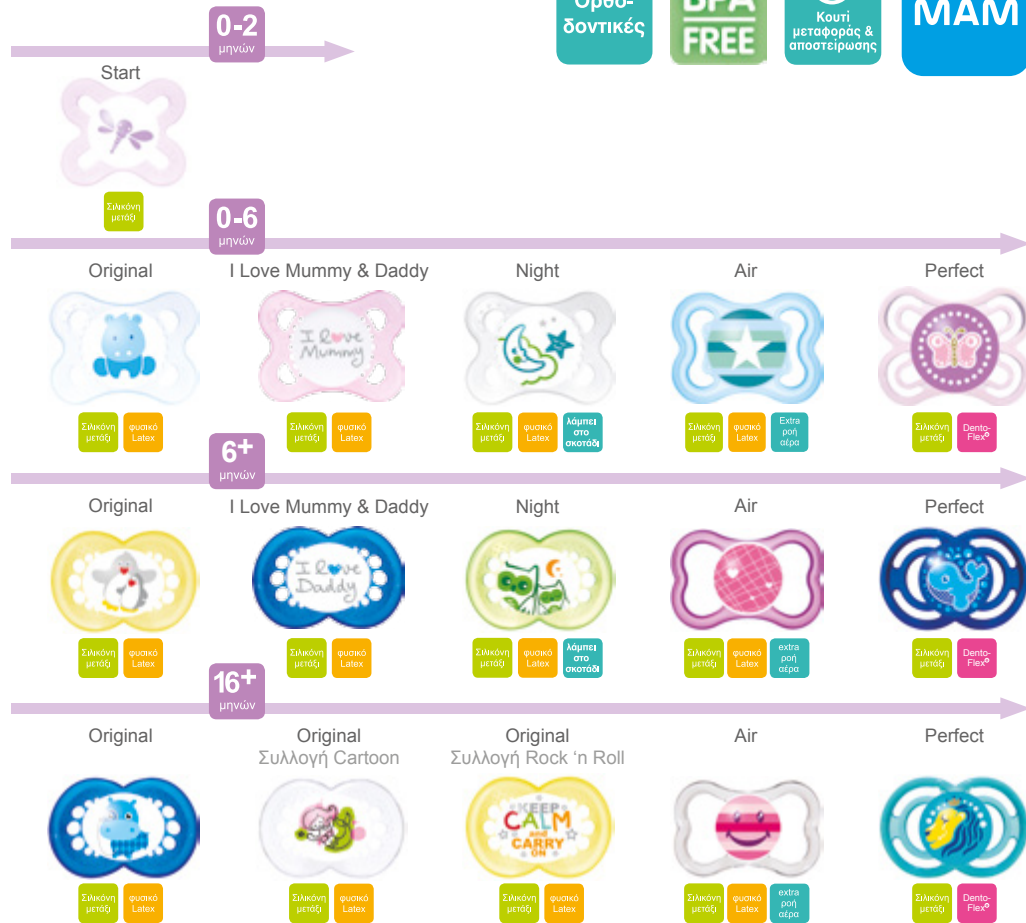 Ορθο-
δοντικές
BPA
FREE
Κουτί
μεταφοράς &
αποστείρωσης
MAM
0-2
μηνών
Start
Σιλικόνη
μετάξι
0-6
μηνών
Original
I Love Mummy & Daddy
Night
Air
Perfect
I love
Mummy
Σιλικόνη
μετάξι
φυσικό
Latex
Σιλικόνη
μετάξι
φυσικό
Latex
Σιλικόνη
μετάξι
φυσικό
Latex
λάμπει
στο
σκοτάδι
Σιλικόνη
μετάξι
φυσικό
Latex
Extra
ροή
αέρα
Σιλικόνη
μετάξι
Dento-
Flex®
6+
μηνών
Original
I Love Mummy & Daddy
Night
Air
Perfect
I love
Daddy
Σιλικόνη
μετάξι
φυσικό
Latex
Σιλικόνη
μετάξι
φυσικό
Latex
Σιλικόνη
μετάξι
φυσικό
Latex
λάμπει
στο
σκοτάδι
Σιλικόνη
μετάξι
φυσικό
Latex
extra
ροή
αέρα
Σιλικόνη
μετάξι
Dento-
Flex®
16+
μηνών
Original
Original
Συλλογή Cartoon
Original
Συλλογή Rock ‘n Roll
Air
Perfect
KEEP
CALM
and
CARRY
ON
Σιλικόνη
μετάξι
φυσικό
Latex
Σιλικόνη
μετάξι
φυσικό
Latex
Σιλικόνη
μετάξι
φυσικό
Latex
Σιλικόνη
μετάξι
φυσικό
Latex
extra
ροή
αέρα
Σιλικόνη
μετάξι
Dento-
Flex®